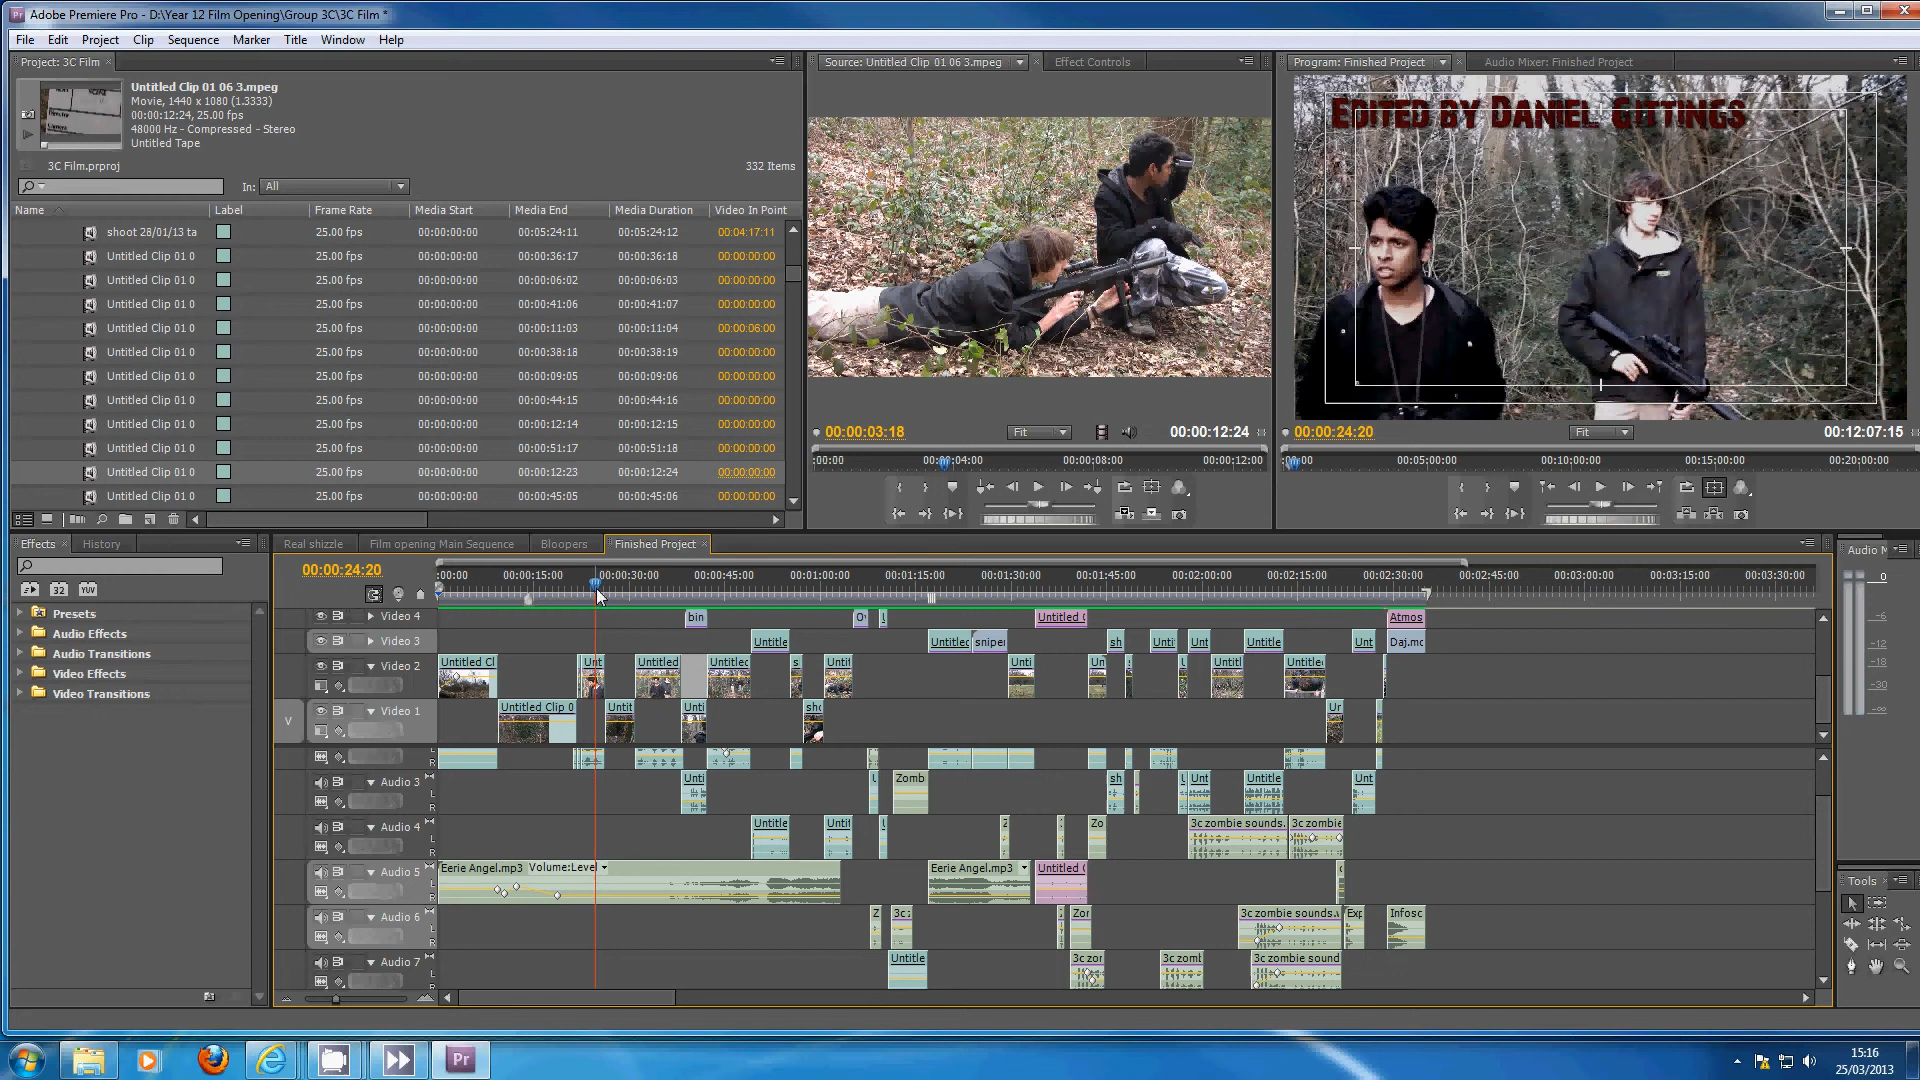 Adobe Premiere Pro - D:\Year 12 Film Opening\Group 3C\3C Film *
File Edit Project Clip Sequence Marker Title Window Help
Project: 3C Film
Untitled Clip 01 06 3.mpeg
Movie, 1440 x 1080 (1.3333)
00:00:12:24, 25.00 fps
48000 Hz - Compressed - Stereo
Untitled Tape
3C Film.prproj
332 Items
In: All
Name Label Frame Rate Media Start Media End Media Duration Video In Point
shoot 28/01/13 ta 25.00 fps 00:00:00:00 00:05:24:11 00:05:24:12 00:04:17:11
Untitled Clip 01 0 25.00 fps 00:00:00:00 00:00:36:17 00:00:36:18 00:00:00:00
Untitled Clip 01 0 25.00 fps 00:00:00:00 00:00:06:02 00:00:06:03 00:00:00:00
Untitled Clip 01 0 25.00 fps 00:00:00:00 00:00:41:06 00:00:41:07 00:00:00:00
Untitled Clip 01 0 25.00 fps 00:00:00:00 00:00:11:03 00:00:11:04 00:00:06:00
Untitled Clip 01 0 25.00 fps 00:00:00:00 00:00:38:18 00:00:38:19 00:00:00:00
Untitled Clip 01 0 25.00 fps 00:00:00:00 00:00:09:05 00:00:09:06 00:00:00:00
Untitled Clip 01 0 25.00 fps 00:00:00:00 00:00:44:15 00:00:44:16 00:00:00:00
Untitled Clip 01 0 25.00 fps 00:00:00:00 00:00:12:14 00:00:12:15 00:00:00:00
Untitled Clip 01 0 25.00 fps 00:00:00:00 00:00:51:17 00:00:51:18 00:00:00:00
Untitled Clip 01 0 25.00 fps 00:00:00:00 00:00:12:23 00:00:12:24 00:00:00:00
Untitled Clip 01 0 25.00 fps 00:00:00:00 00:00:45:05 00:00:45:06 00:00:00:00
Source: Untitled Clip 01 06 3.mpeg Effect Controls
00:00:03:18 Fit 00:00:12:24
:00:00 00:00:04:00 00:00:08:00 00:00:12:00
Program: Finished Project Audio Mixer: Finished Project
Edited by Daniel Gittings
00:00:24:20 Fit 00:12:07:15
00:00 00:05:00:00 00:10:00:00 00:15:00:00 00:20:00:00
Effects History
32 YUV
Presets
Audio Effects
Audio Transitions
Video Effects
Video Transitions
Real shizzle Film opening Main Sequence Bloopers Finished Project
00:00:24:20
:00:00 00:00:15:00 00:00:30:00 00:00:45:00 00:01:00:00 00:01:15:00 00:01:30:00 00:01:45:00 00:02:00:00 00:02:15:00 00:02:30:00 00:02:45:00 00:03:00:00 00:03:15:00 00:03:30:00
Video 4 bin Untitled Atmos
Video 3 Untitle Untitled sniper sh Unti Unt Untitle Unt Daj.mo
Video 2 Untitled Cl Unt Untitled Untitled s Untit Unti Un Untitl Untitled
V Video 1 Untitled Clip 0 Untit Unti sho Ur
Audio 3 Unti Zomb sh Unt Untitle Unt
L
R
Audio 4 Untitle Untit Zo 3c zombie sounds. 3c zombie
L
R
Audio 5 Eerie Angel.mp3 Volume:Level Eerie Angel.mp3 Untitled
L
R
Audio 6 Z 3c z Zor 3c zombie sounds. Exp Infosc
L
R
Audio 7 Untitle 3c zor 3c zomb 3c zombie sound
L
R
Audio M
0
-6
-12
-18
-30
-∞
Tools
Pr
15:16
25/03/2013